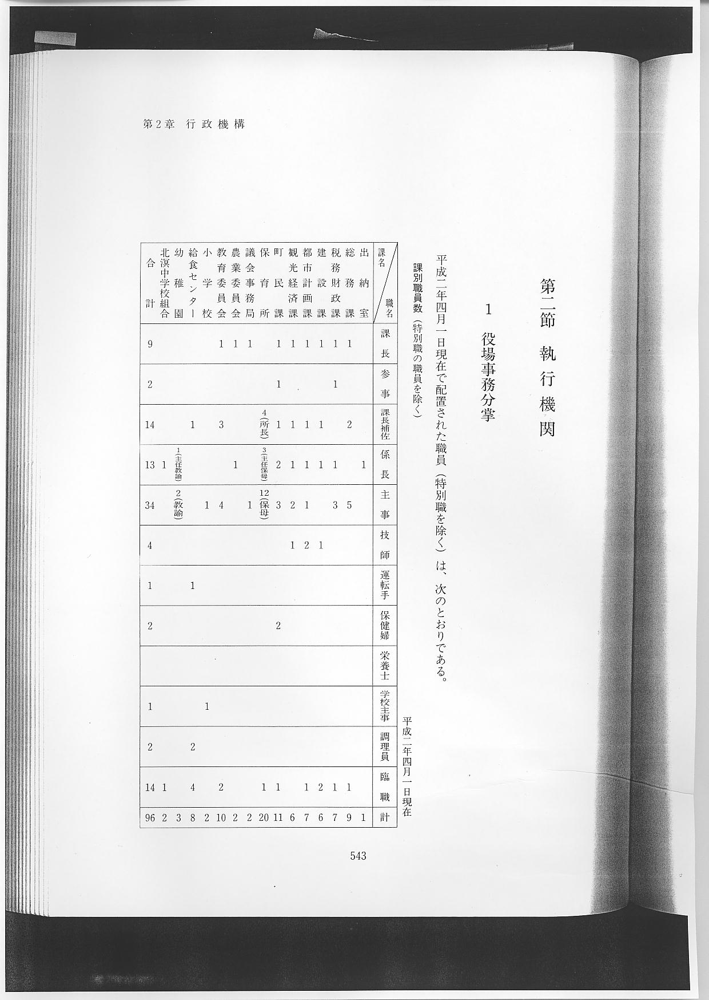 第2章 行政機構
第二節 執行機関
1 役場事務分掌
平成二年四月一日現在で配置された職員(特別職を除く)は、次のとおりである。
課別職員数(特別職の職員を除く)
平成二年四月一日現在
課名 職名 課長 参事 課長補佐 係長 主事 技師 運転手 保健婦 栄養士 学校主事 調理員 臨職 計
出納室 1 1
総務課 1 2 5 1 9
税務財政課 1 1 1 3 1 7
建設課 1 1 1 1 2 6
都市計画課 1 1 1 1 2 1 7
観光経済課 1 1 1 2 1 6
町民課 1 1 1 2 3 2 1 11
保育所 4(所長) 3(主任保母) 12(保母) 1 20
議会事務局 1 1 2
農業委員会 1 1 2
教育委員会 1 3 4 2 10
小学校 1 1 2
給食センター 1 1 2 4 8
幼稚園 1(主任教諭) 2(教諭) 3
北溟中学校組合 1 1 2
合計 9 2 14 13 34 4 1 2 1 2 14 96
543